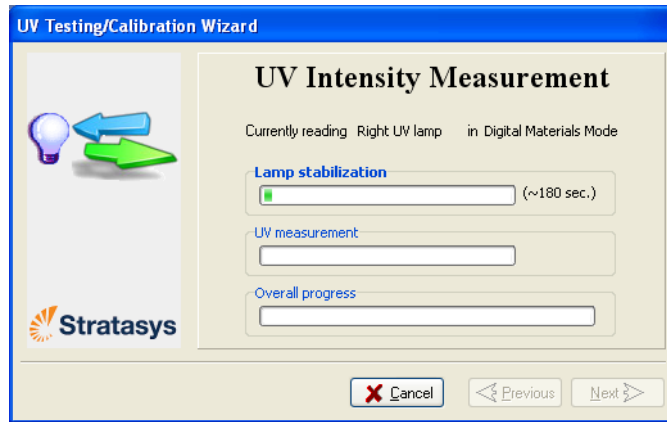 UV Testing/Calibration Wizard
UV Intensity Measurement
Currently reading Right UV lamp in Digital Materials Mode
Lamp stabilization
(~180 sec.)
UV measurement
Overall progress
Stratasys
Cancel
Previous
Next